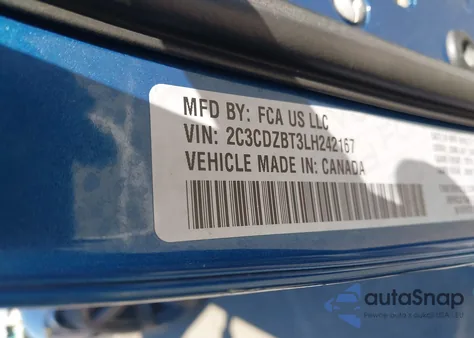 MFD BY: FCA US LLC
VIN: 2C3CDZBT3LH242167
VEHICLE MADE IN: CANADA
autoSnap